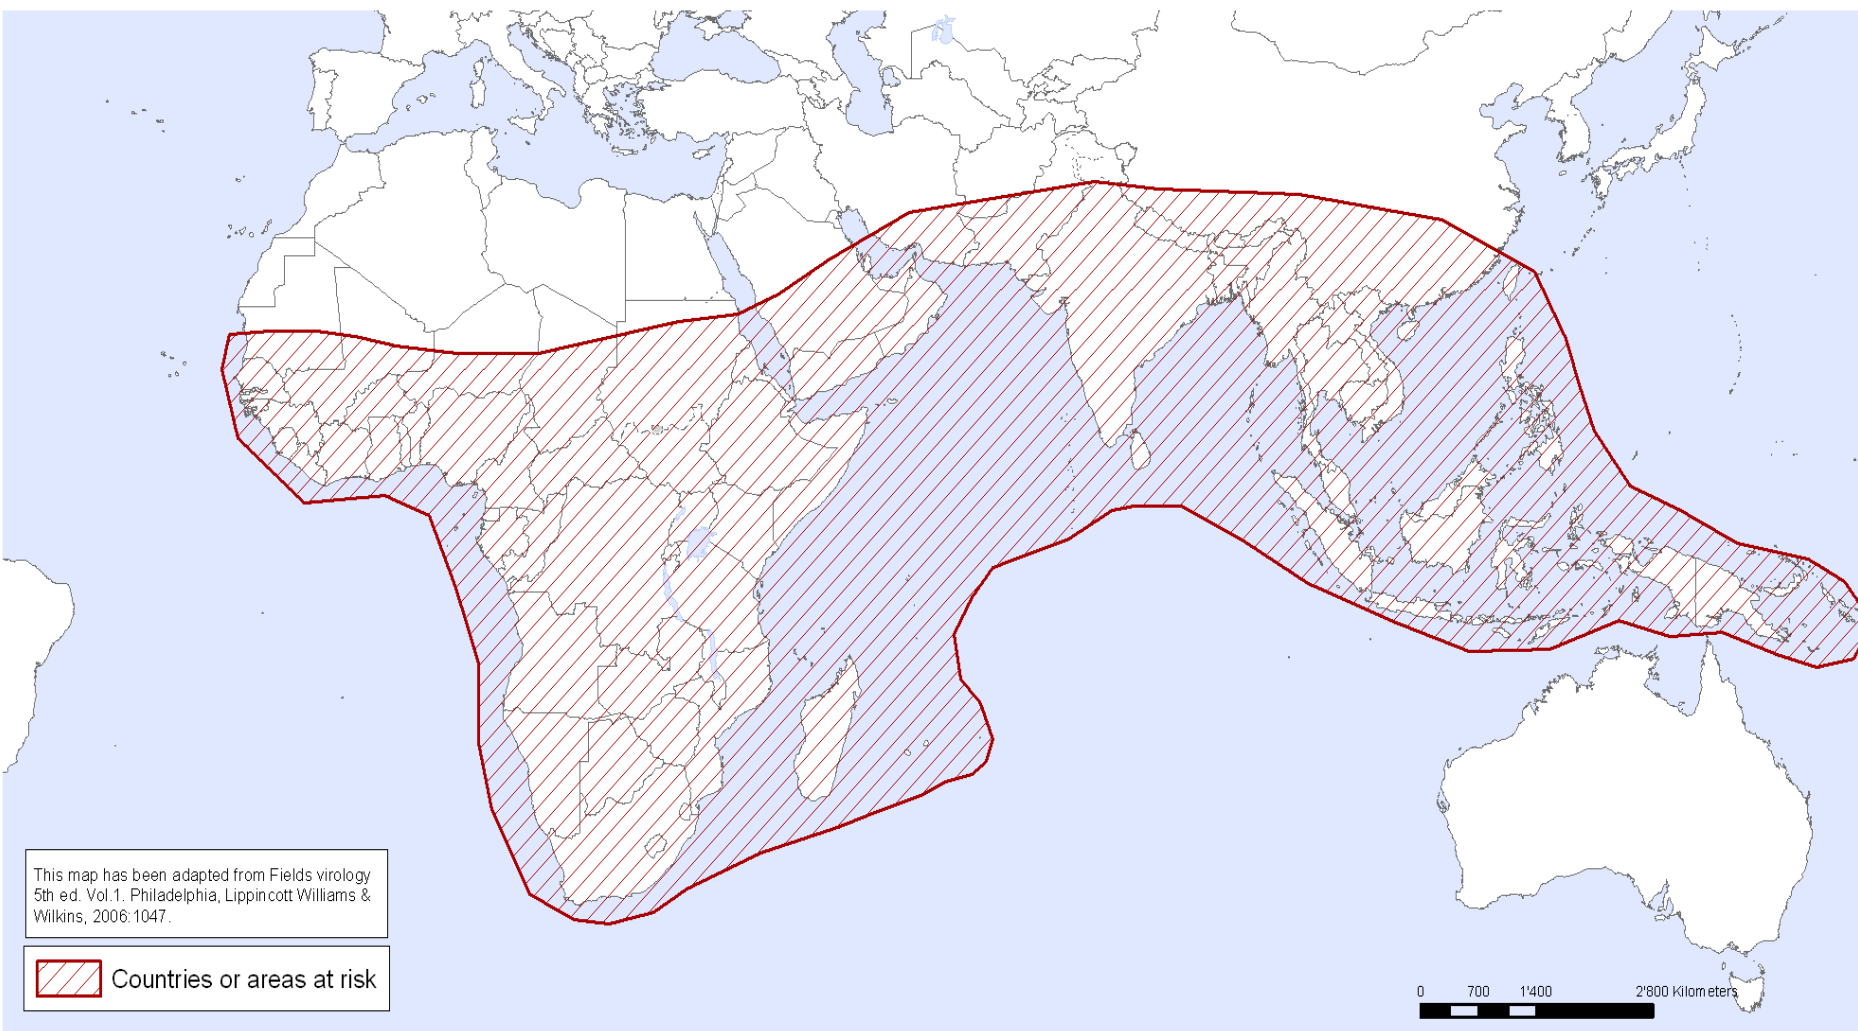 This map has been adapted from Fields virology
5th ed. Vol.1. Philadelphia, Lippincott Williams &
Wilkins, 2006:1047.
Countries or areas at risk
0 700 1'400 2'800 Kilometers